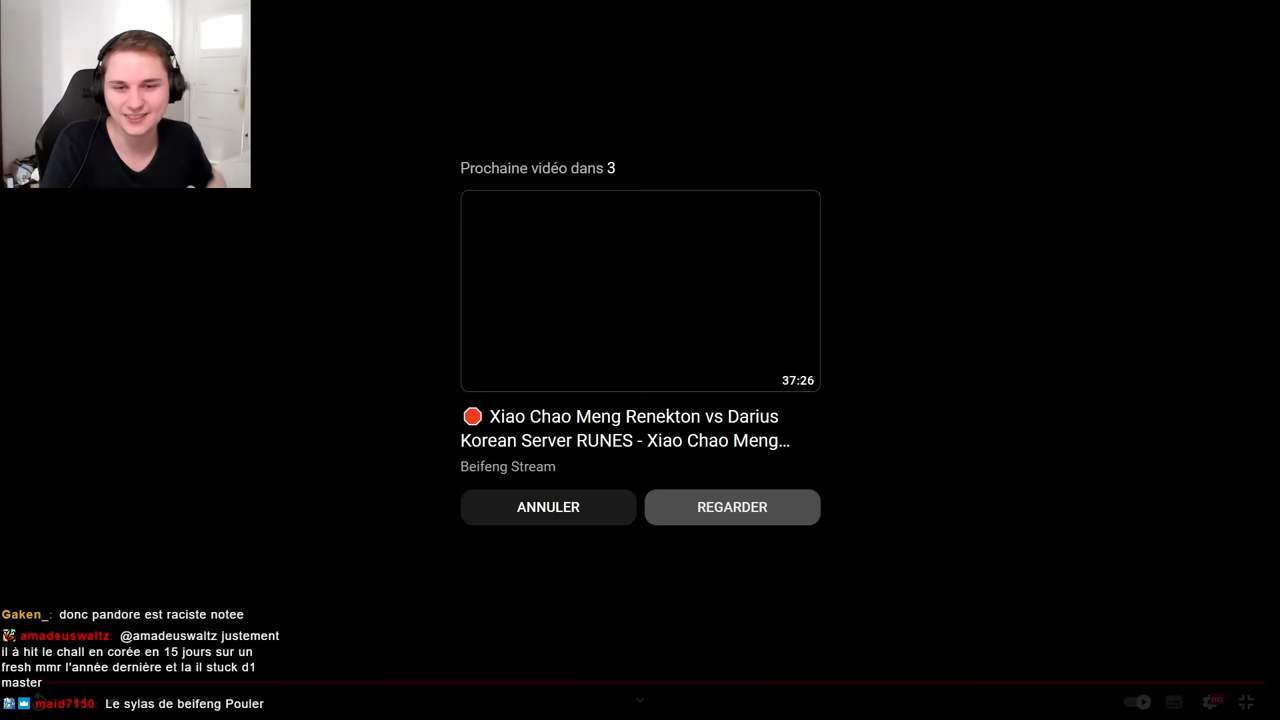 Prochaine vidéo dans 3
37:26
Xiao Chao Meng Renekton vs Darius
Korean Server RUNES - Xiao Chao Meng…
Beifeng Stream
ANNULER
REGARDER
Gaken_: donc pandore est raciste notee
amadeuswaltz: @amadeuswaltz justement
il à hit le chall en corée en 15 jours sur un
fresh mmr l'année dernière et la il stuck d1
master
maid7150: Le sylas de beifeng Pouler
HD